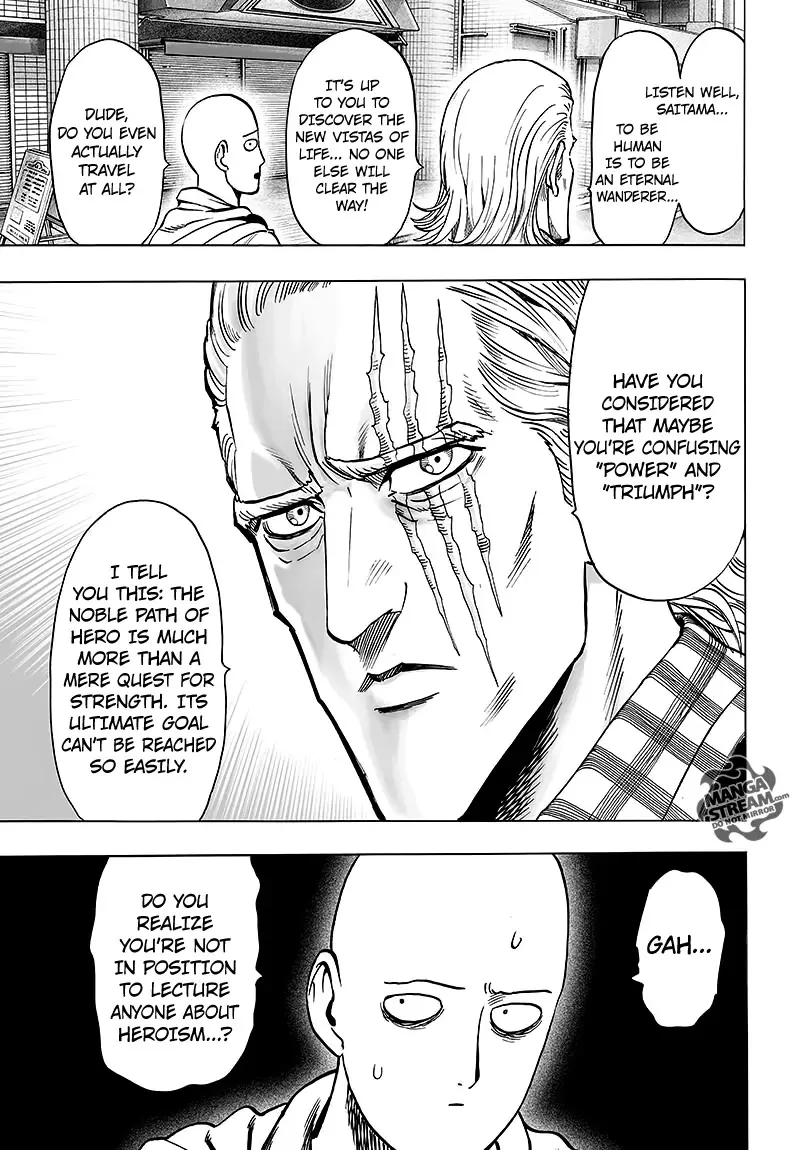 LISTEN WELL,
SAITAMA...
TO BE
HUMAN
IS TO BE
AN ETERNAL
WANDERER...
IT'S UP
TO YOU TO
DISCOVER THE
NEW VISTAS OF
LIFE... NO ONE
ELSE WILL
CLEAR THE
WAY!
DUDE,
DO YOU EVEN
ACTUALLY
TRAVEL
AT ALL?
HAVE YOU
CONSIDERED
THAT MAYBE
YOU'RE CONFUSING
"POWER" AND
"TRIUMPH"?
I TELL
YOU THIS: THE
NOBLE PATH OF
HERO IS MUCH
MORE THAN A
MERE QUEST FOR
STRENGTH. ITS
ULTIMATE GOAL
CAN'T BE REACHED
SO EASILY.
MANGA
STREAM.com
DO NOT MIRROR
GAH...
DO YOU
REALIZE
YOU'RE NOT
IN POSITION
TO LECTURE
ANYONE ABOUT
HEROISM...?